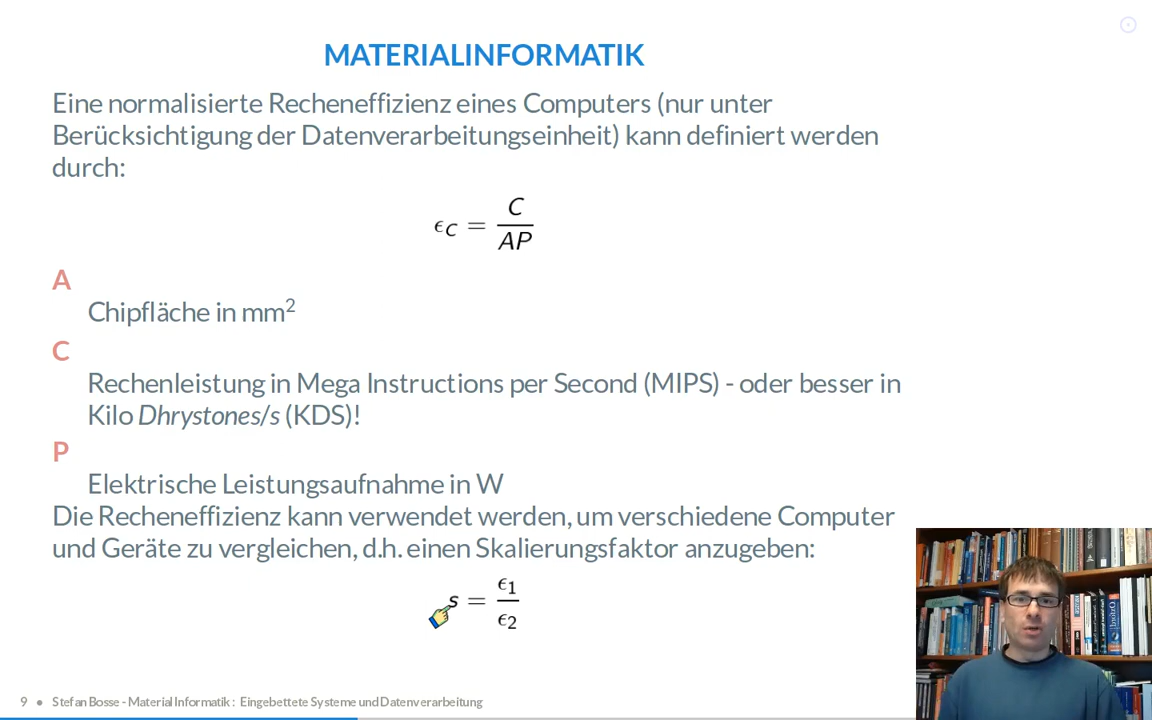 MATERIALINFORMATIK
Eine normalisierte Recheneffizienz eines Computers (nur unter
Berücksichtigung der Datenverarbeitungseinheit) kann definiert werden
durch:
ϵC = C / AP
A
Chipfläche in mm²
C
Rechenleistung in Mega Instructions per Second (MIPS) - oder besser in
Kilo Dhrystones/s (KDS)!
P
Elektrische Leistungsaufnahme in W
Die Recheneffizienz kann verwendet werden, um verschiedene Computer
und Geräte zu vergleichen, d.h. einen Skalierungsfaktor anzugeben:
s = ϵ1 / ϵ2
9 • Stefan Bosse - Material Informatik : Eingebettete Systeme und Datenverarbeitung